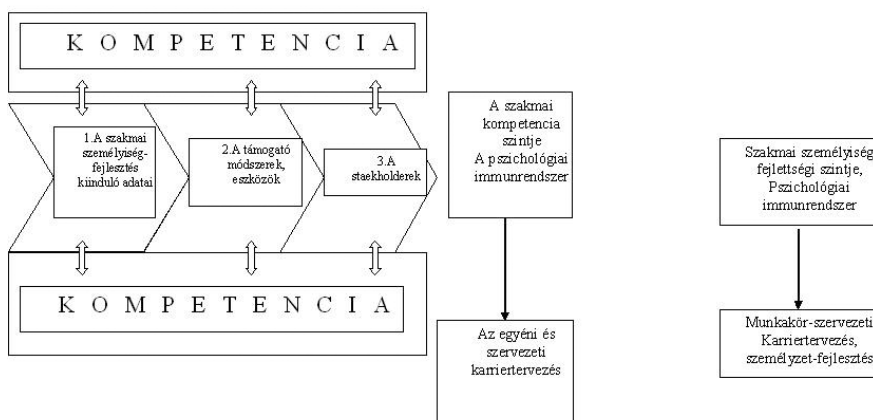 K O M P E T E N C I A
1.A szakmai
személyiség-
fejlesztés
kiinduló adatai
2.A támogató
módszerek,
eszközök
3.A
staekholderek
K O M P E T E N C I A
A szakmai
kompetencia
szintje
A pszichológiai
immunrendszer
Az egyéni és
szervezeti
karriertervezés
Szakmai személyiség
fejlettségi szintje,
Pszichológiai
immunrendszer
Munkakör-szervezeti
Karriertervezés,
személyzet-fejlesztés